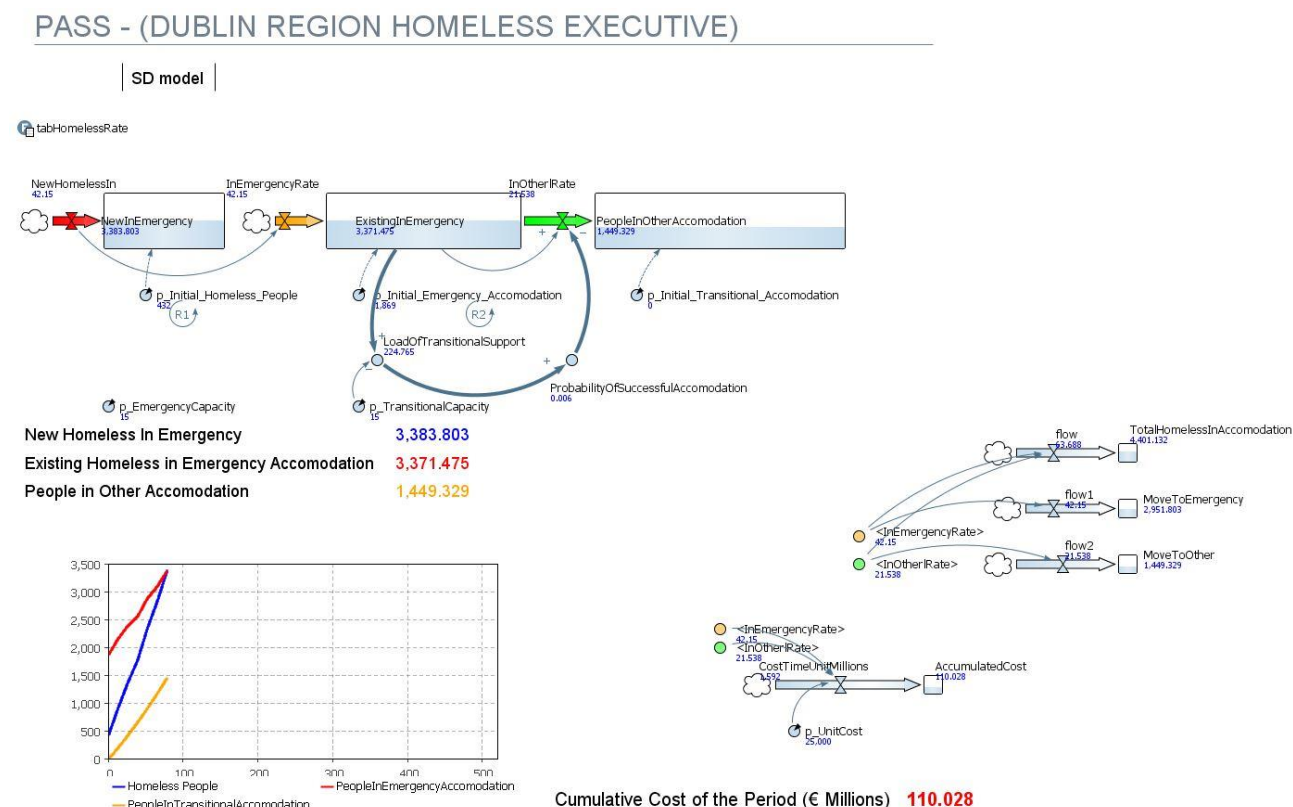 PASS - (DUBLIN REGION HOMELESS EXECUTIVE)
SD model
F tabHomelessRate
NewHomelessIn
42.15
InEmergencyRate
42.15
InOtherlRate
21.538
NewInEmergency
3,383.803
ExistingInEmergency
3,371.475
PeopleInOtherAccomodation
1,449.329
+
−
p_Initial_Homeless_People
432
p_Initial_Emergency_Accomodation
1,869
p_Initial_Transitional_Accomodation
0
R1
R2
+
LoadOfTransitionalSupport
224.765
−
+
ProbabilityOfSuccessfulAccomodation
0.006
p_EmergencyCapacity
15
p_TransitionalCapacity
15
New Homeless In Emergency 3,383.803
Existing Homeless in Emergency Accomodation 3,371.475
People in Other Accomodation 1,449.329
flow
63.688
TotalHomelessInAccomodation
4,401.132
flow1
42.15
MoveToEmergency
2,951.803
<InEmergencyRate>
42.15
flow2
21.538
MoveToOther
1,449.329
<InOtherlRate>
21.538
3,500
3,000
2,500
2,000
1,500
1,000
500
0
0 100 200 300 400 500
Homeless People
PeopleInEmergencyAccomodation
PeopleInTransitionalAccomodation
<InEmergencyRate>
42.15
<InOtherlRate>
21.538
CostTimeUnitMillions
1.592
AccumulatedCost
110.028
p_UnitCost
25,000
Cumulative Cost of the Period (€ Millions) 110.028